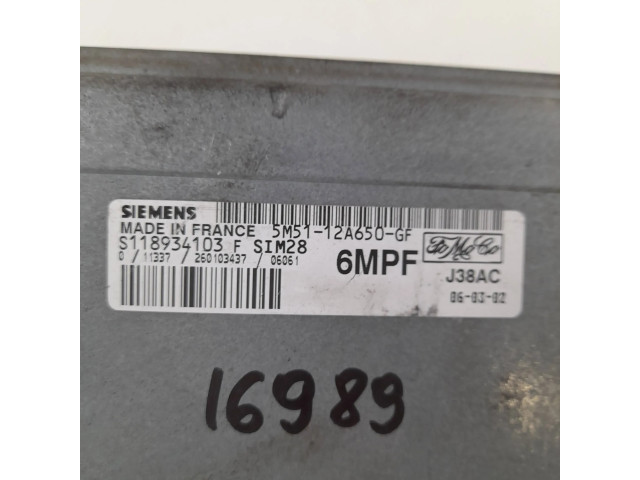 SIEMENS
MADE IN FRANCE 5M51-12A650-GF
S118934103 F SIM28
0 / 11337 / 260103437 / 06061
6MPF
FoMoCo
J38AC
06-03-02
16989